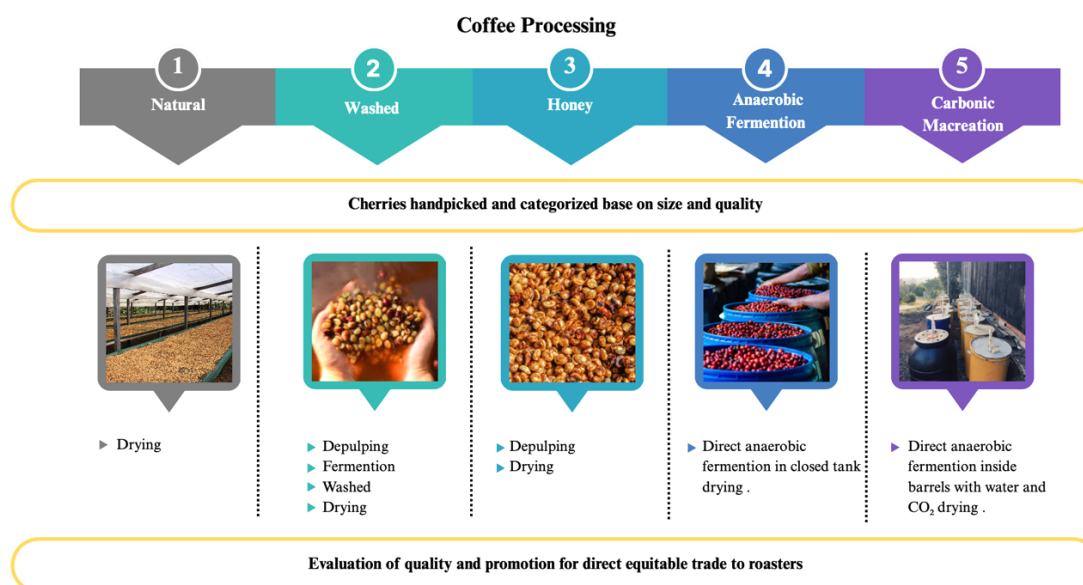 Coffee Processing
1
Natural
2
Washed
3
Honey
4
Anaerobic
Fermention
5
Carbonic
Macreation
Cherries handpicked and categorized base on size and quality
Drying
Depulping
Fermention
Washed
Drying
Depulping
Drying
Direct anaerobic
fermention in closed tank
drying .
Direct anaerobic
fermention inside
barrels with water and
CO₂ drying .
Evaluation of quality and promotion for direct equitable trade to roasters